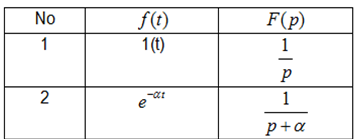 No f(t) F(p)
1 1(t) 1/p
2 e^{-αt} 1/(p+α)